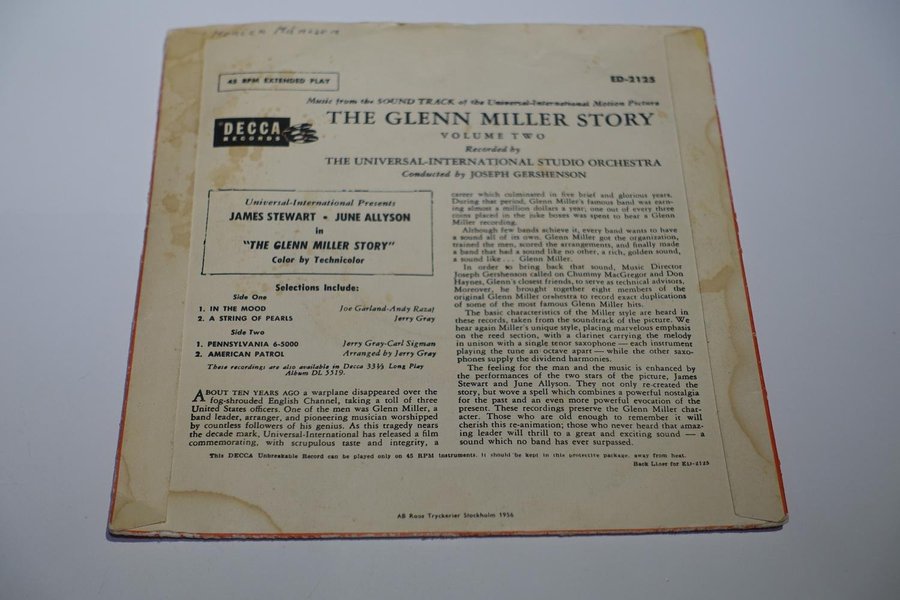 45 RPM EXTENDED PLAY
ED-2125
Music from the SOUND TRACK of the Universal-International Motion Picture
DECCA
RECORDS
THE GLENN MILLER STORY
VOLUME TWO
Recorded by
THE UNIVERSAL-INTERNATIONAL STUDIO ORCHESTRA
Conducted by JOSEPH GERSHENSON
Universal-International Presents
JAMES STEWART • JUNE ALLYSON
in
"THE GLENN MILLER STORY"
Color by Technicolor
Selections Include:
Side One
1. IN THE MOOD Joe Garland-Andy Razaf
2. A STRING OF PEARLS Jerry Gray
Side Two
1. PENNSYLVANIA 6-5000 Jerry Gray-Carl Sigman
2. AMERICAN PATROL Arranged by Jerry Gray
These recordings are also available in Decca 33⅓ Long Play
Album DL 5519.
ABOUT TEN YEARS AGO a warplane disappeared over the
fog-shrouded English Channel, taking a toll of three
United States officers. One of the men was Glenn Miller, a
band leader, arranger, and pioneering musician worshipped
by countless followers of his genius. As this tragedy nears
the decade mark, Universal-International has released a film
commemorating, with scrupulous taste and integrity, a
career which culminated in five brief and glorious years.
During that period, Glenn Miller's famous band was earn-
ing almost a million dollars a year; one out of every three
coins placed in the juke boxes was spent to hear a Glenn
Miller recording.
Although few bands achieve it, every band wants to have
a sound all of its own. Glenn Miller got the organization,
trained the men, scored the arrangements, and finally made
a band that had a sound like no other, a rich, golden sound,
a sound like . . . Glenn Miller.
In order to bring back that sound, Music Director
Joseph Gershenson called on Chummy MacGregor and Don
Haynes, Glenn's closest friends, to serve as technical advisors,
Moreover, he brought together eight members of the
original Glenn Miller orkhestra to record exact duplications
of some of the most famous Glenn Miller hits.
The basic characteristics of the Miller style are heard in
these records, taken from the soundtrack of the picture. We
hear again Miller's unique style, placing marvelous emphasis
on the reed section, with a clarinet carrying the melody
in unison with a single tenor saxophone — each instrument
playing the tune an octave apart — while the other saxo-
phones supply the dividend harmonies.
The feeling for the man and the music is enhanced by
the performances of the two stars of the picture, James
Stewart and June Allyson. They not only re-created the
story, but wove a spell which combines a powerful nostalgia
for the past and an even more powerful evocation of the
present. These recordings preserve the Glenn Miller char-
acter. Those who are old enough to remember it will
cherish this re-animation; those who never heard that amaz-
ing leader will thrill to a great and exciting sound — a
sound which no band has ever surpassed.
This DECCA Unbreakable Record can be played only on 45 RPM instruments. It should be kept in this protective package, away from heat.
Back Liner for ED-2125
AB Rose Tryckerier Stockholm 1956